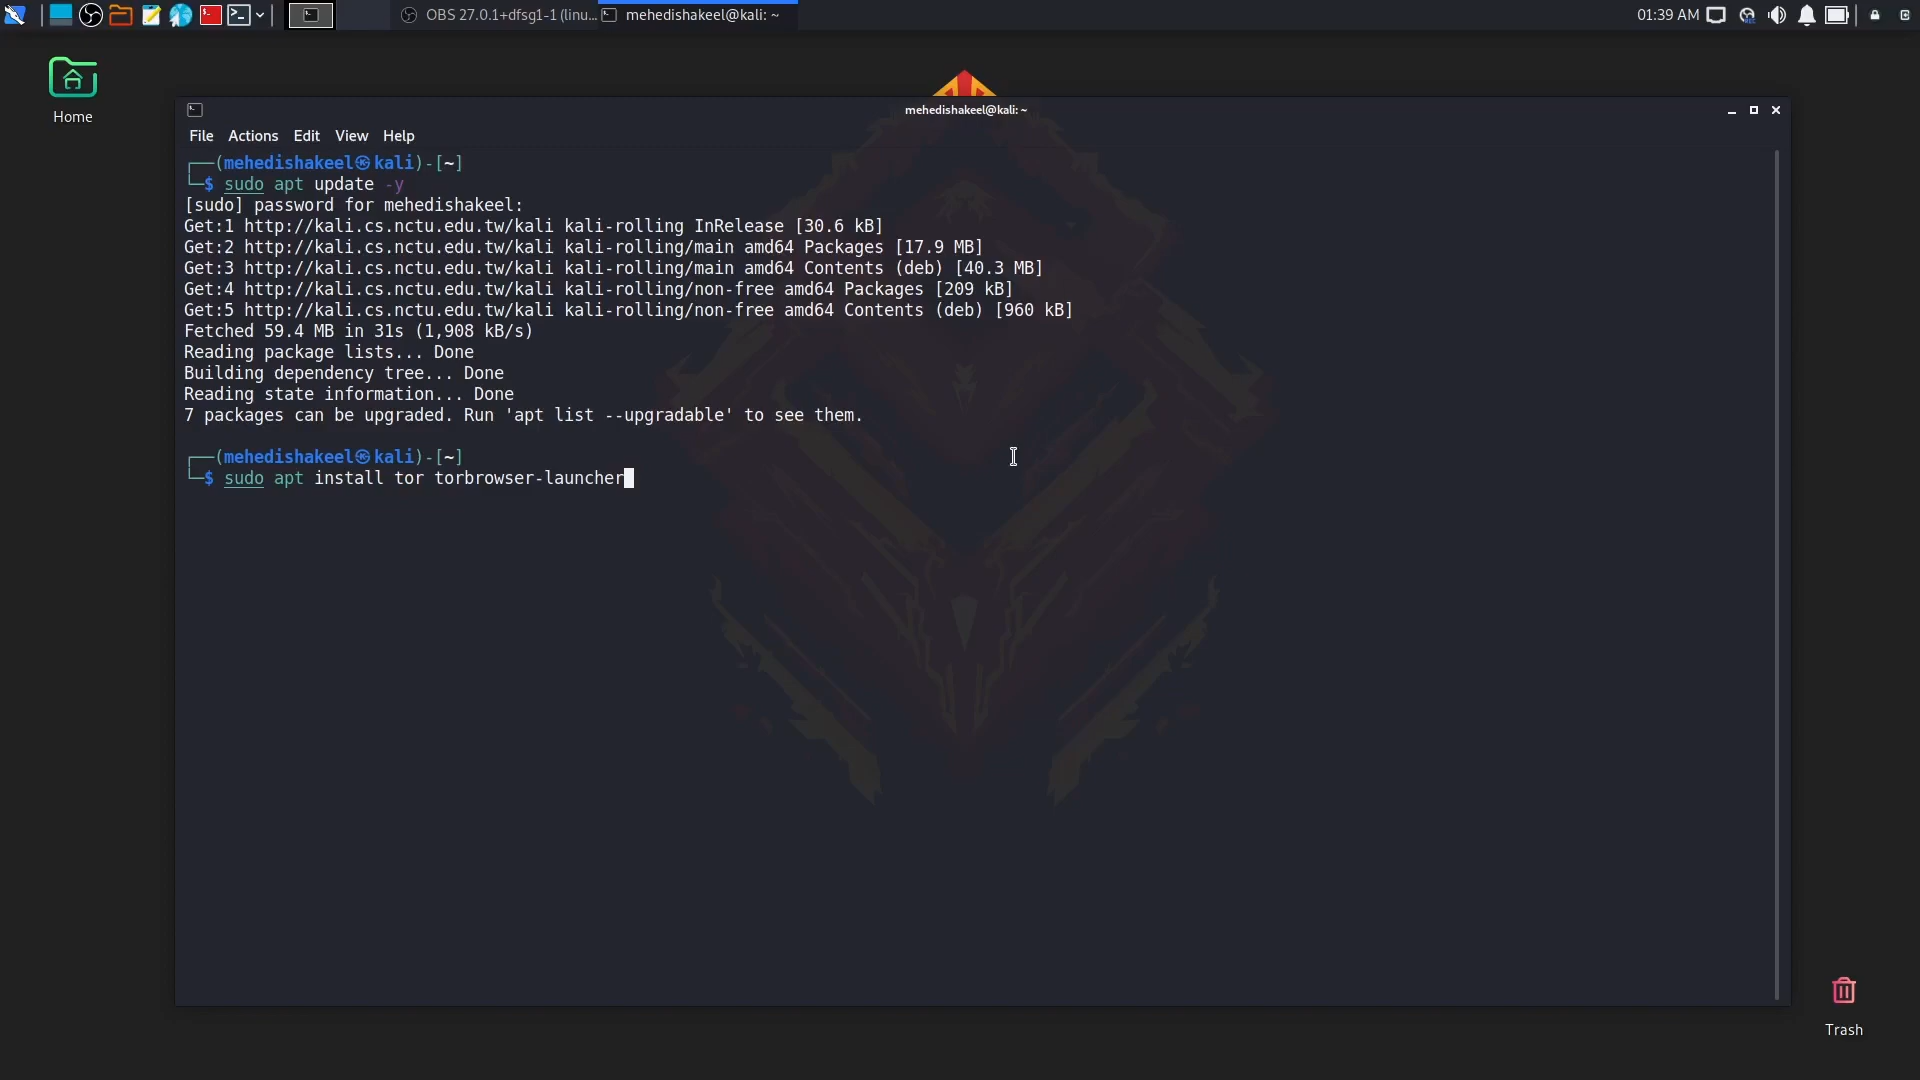 OBS 27.0.1+dfsg1-1 (linu...
mehedishakeel@kali: ~
01:39 AM
Home
mehedishakeel@kali: ~
File Actions Edit View Help
┌──(mehedishakeel㉿kali)-[~]
└─$ sudo apt update -y
[sudo] password for mehedishakeel:
Get:1 http://kali.cs.nctu.edu.tw/kali kali-rolling InRelease [30.6 kB]
Get:2 http://kali.cs.nctu.edu.tw/kali kali-rolling/main amd64 Packages [17.9 MB]
Get:3 http://kali.cs.nctu.edu.tw/kali kali-rolling/main amd64 Contents (deb) [40.3 MB]
Get:4 http://kali.cs.nctu.edu.tw/kali kali-rolling/non-free amd64 Packages [209 kB]
Get:5 http://kali.cs.nctu.edu.tw/kali kali-rolling/non-free amd64 Contents (deb) [960 kB]
Fetched 59.4 MB in 31s (1,908 kB/s)
Reading package lists... Done
Building dependency tree... Done
Reading state information... Done
7 packages can be upgraded. Run 'apt list --upgradable' to see them.
┌──(mehedishakeel㉿kali)-[~]
└─$ sudo apt install tor torbrowser-launcher
Trash